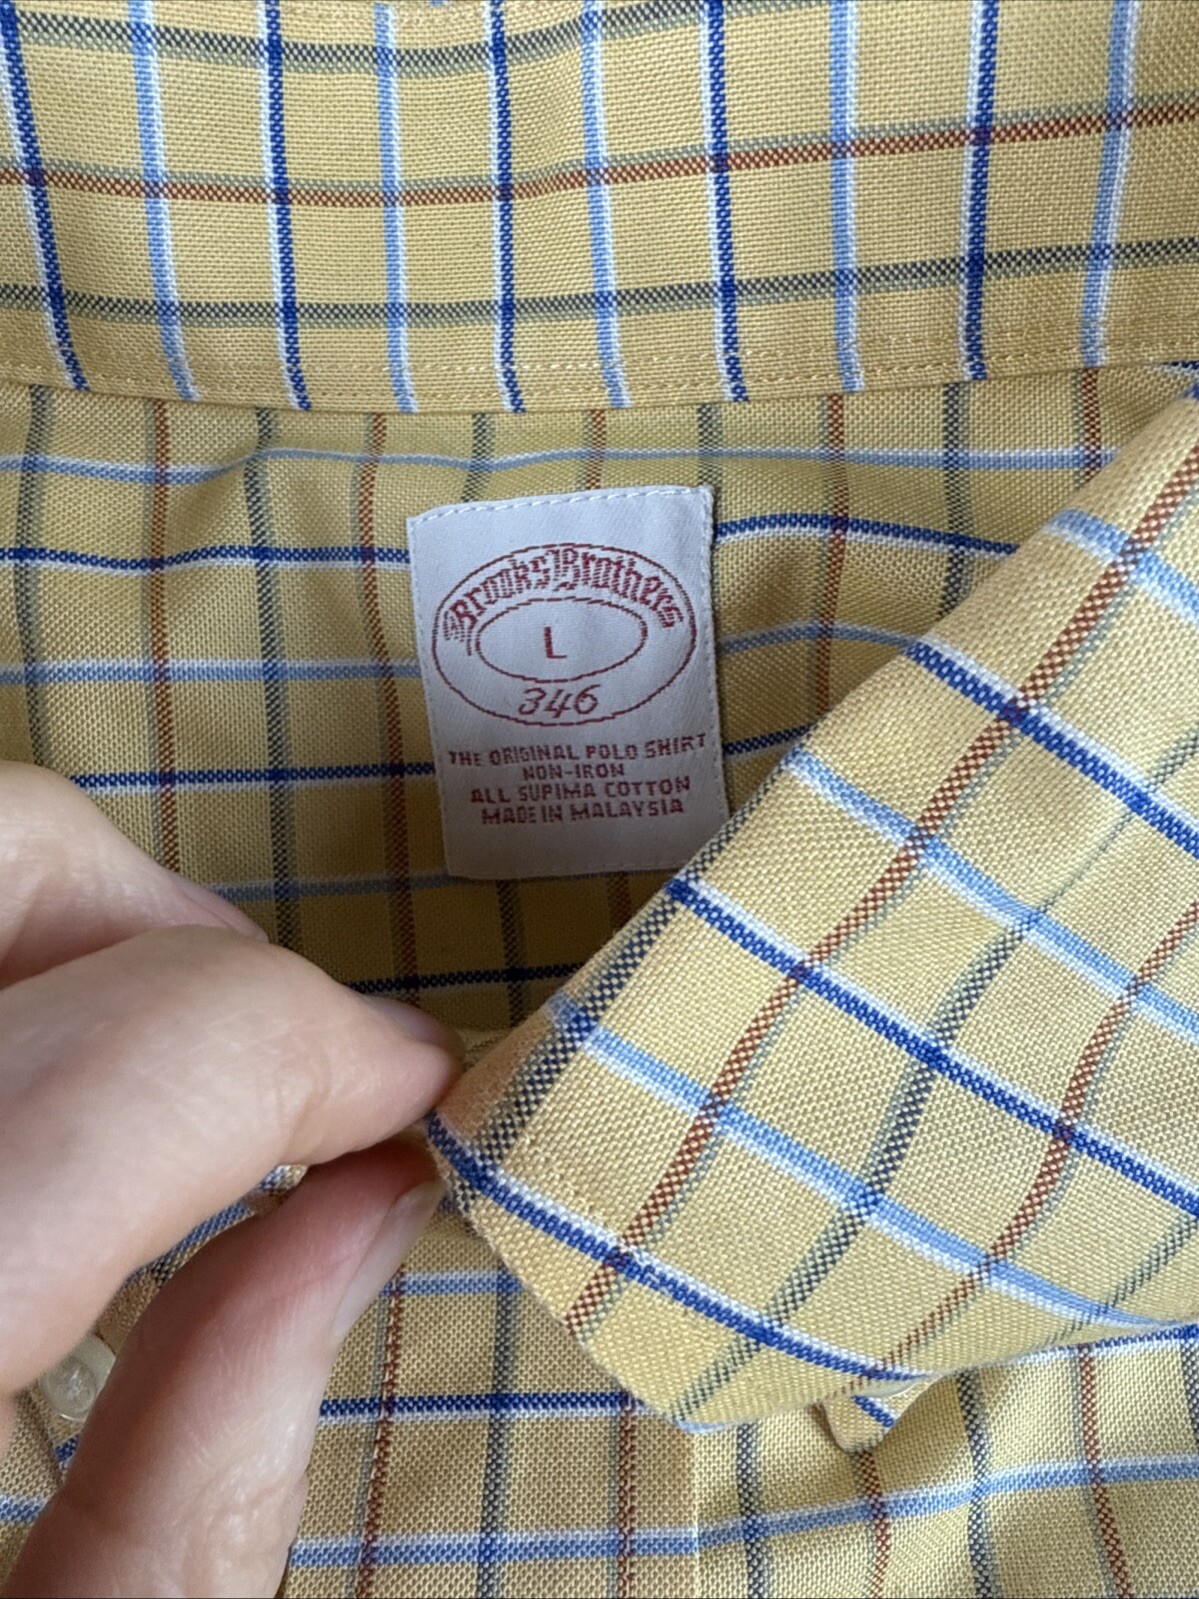 Brooks Brothers
L
346
THE ORIGINAL POLO SHIRT
NON-IRON
ALL SUPIMA COTTON
MADE IN MALAYSIA